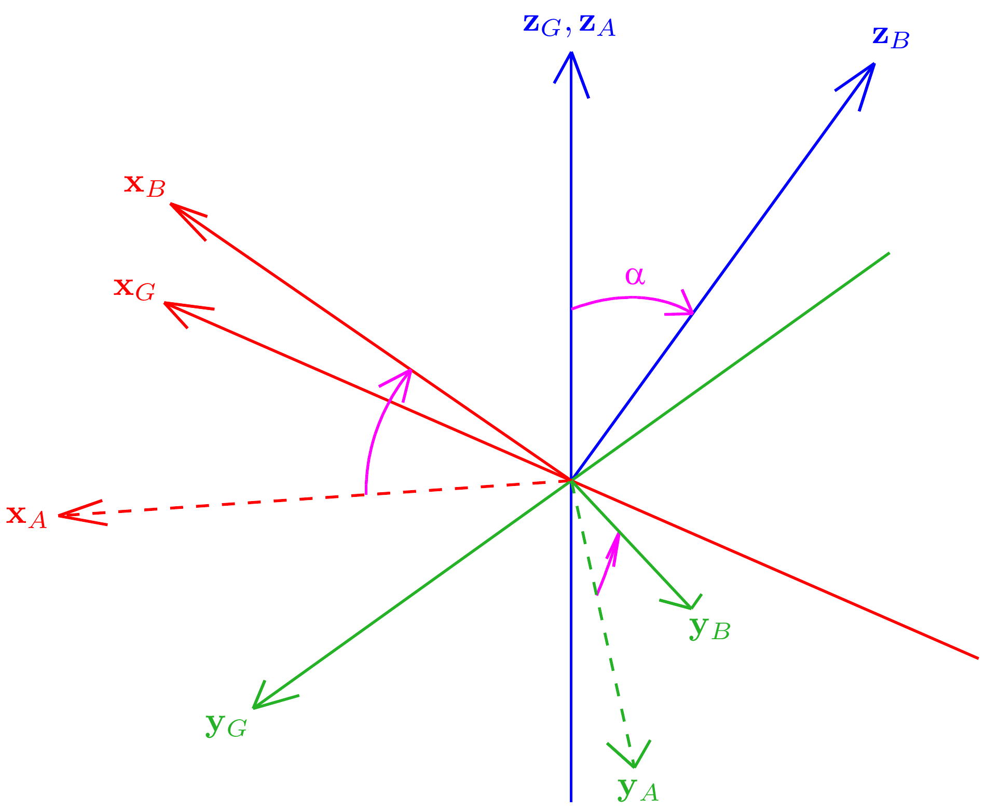 z_G, z_A
z_B
x_B
α
x_G
x_A
y_B
y_G
y_A